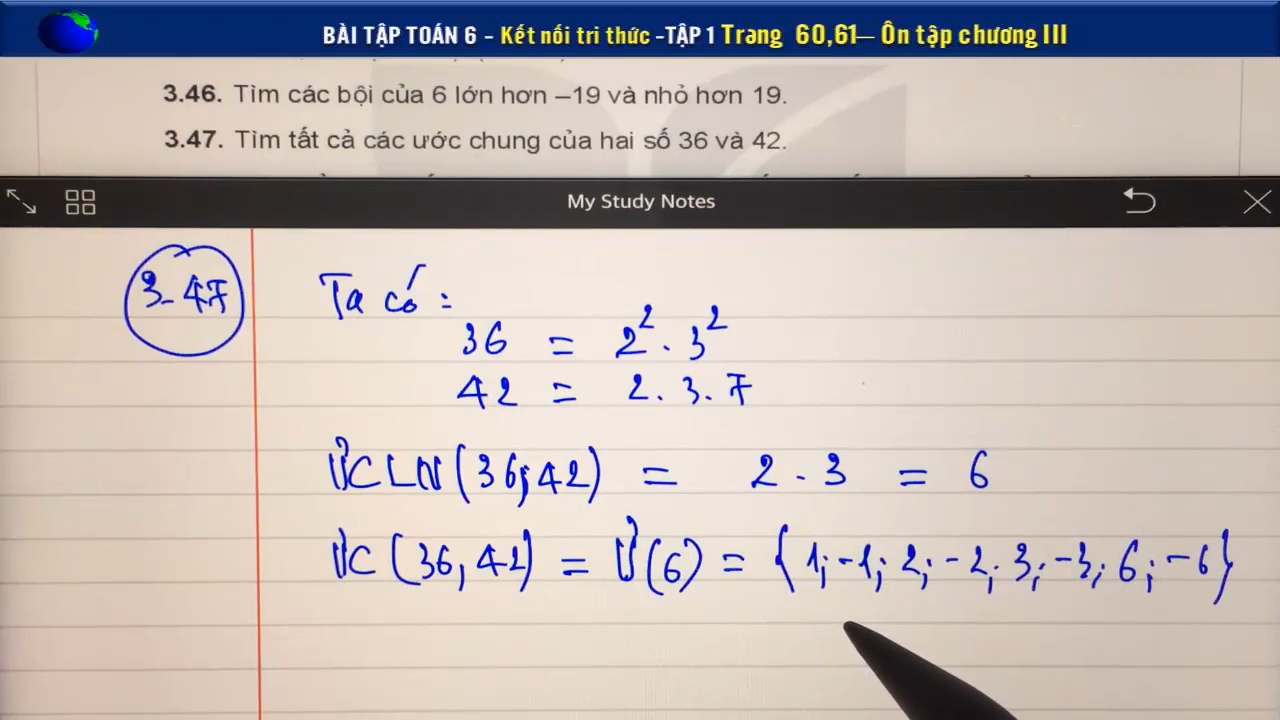 BÀI TẬP TOÁN 6 - Kết nối tri thức -TẬP 1 Trang 60,61– Ôn tập chương III
3.46. Tìm các bội của 6 lớn hơn –19 và nhỏ hơn 19.
3.47. Tìm tất cả các ước chung của hai số 36 và 42.
My Study Notes
3-47
Ta có :
36 = 2² . 3²
42 = 2 . 3 . 7
ƯCLN(36;42) = 2 . 3 = 6
ƯC(36,42) = Ư(6) = {1; -1; 2; -2; 3; -3; 6; -6}